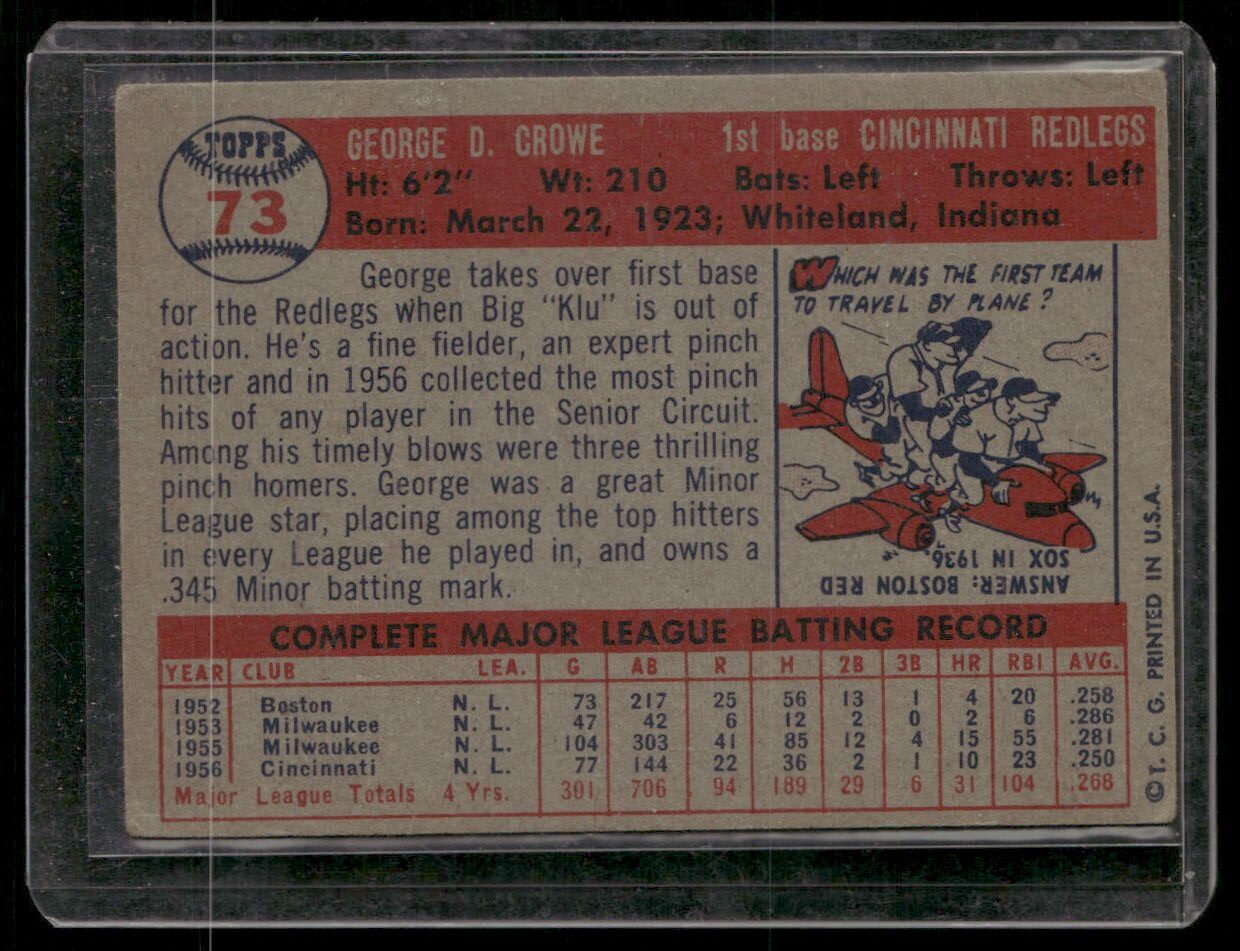 TOPPS
73
GEORGE D. CROWE 1st base CINCINNATI REDLEGS
Ht: 6'2" Wt: 210 Bats: Left Throws: Left
Born: March 22, 1923; Whiteland, Indiana
George takes over first base
for the Redlegs when Big "Klu" is out of
action. He's a fine fielder, an expert pinch
hitter and in 1956 collected the most pinch
hits of any player in the Senior Circuit.
Among his timely blows were three thrilling
pinch homers. George was a great Minor
League star, placing among the top hitters
in every League he played in, and owns a
.345 Minor batting mark.
WHICH WAS THE FIRST TEAM
TO TRAVEL BY PLANE?
ANSWER: BOSTON RED
SOX IN 1936.
COMPLETE MAJOR LEAGUE BATTING RECORD
YEAR CLUB LEA. G AB R H 2B 3B HR RBI AVG.
1952 Boston N. L. 73 217 25 56 13 1 4 20 .258
1953 Milwaukee N. L. 47 42 6 12 2 0 2 6 .286
1955 Milwaukee N. L. 104 303 41 85 12 4 15 55 .281
1956 Cincinnati N. L. 77 144 22 36 2 1 10 23 .250
Major League Totals 4 Yrs. 301 706 94 189 29 6 31 104 .268
©T. C. G. PRINTED IN U.S.A.